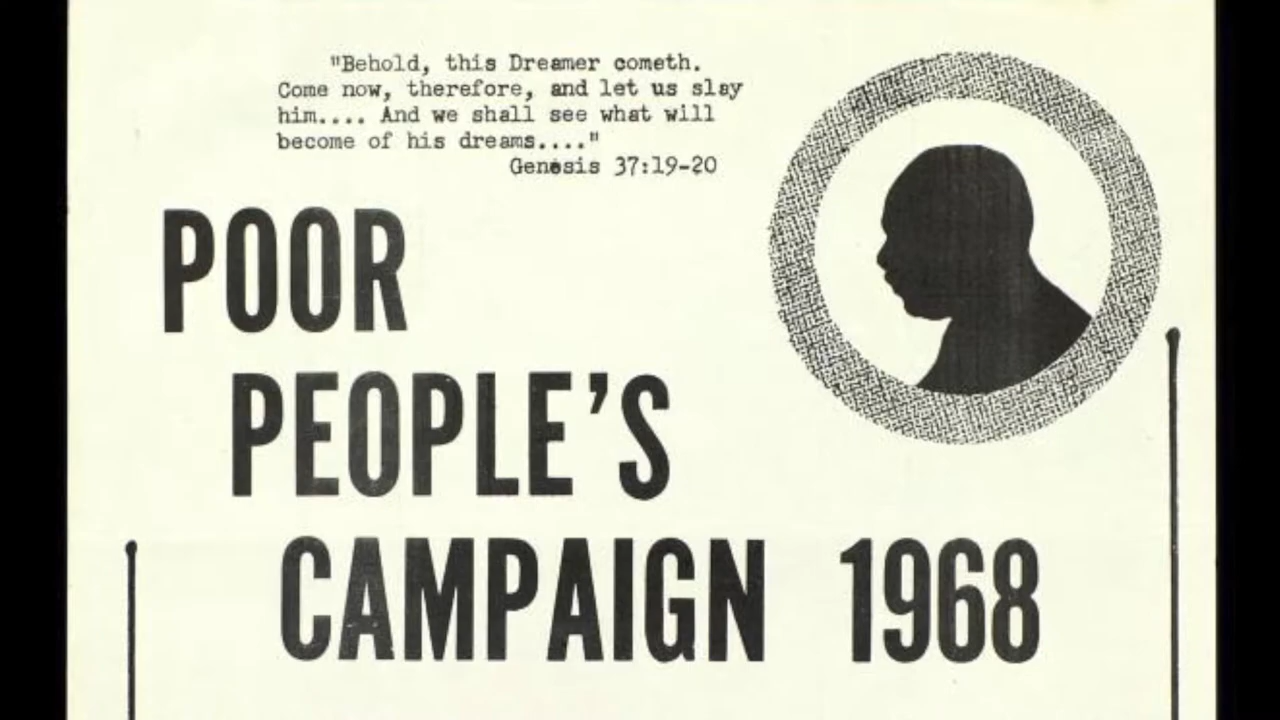 "Behold, this Dreamer cometh.
Come now, therefore, and let us slay
him.... And we shall see what will
become of his dreams...."
Genesis 37:19-20
POOR
PEOPLE'S
CAMPAIGN 1968